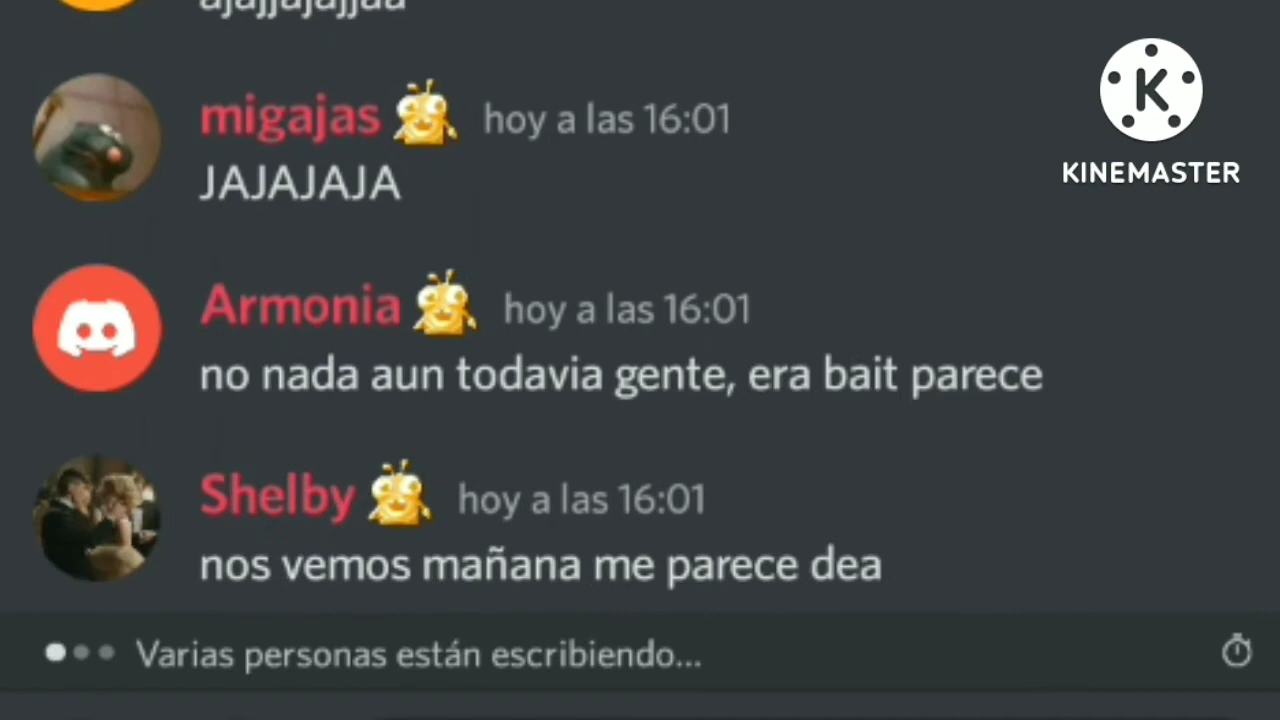 ajajjajajjaa
migajas hoy a las 16:01
K
JAJAJAJA
KINEMASTER
Armonia hoy a las 16:01
no nada aun todavia gente, era bait parece
Shelby hoy a las 16:01
nos vemos mañana me parece dea
Varias personas están escribiendo...